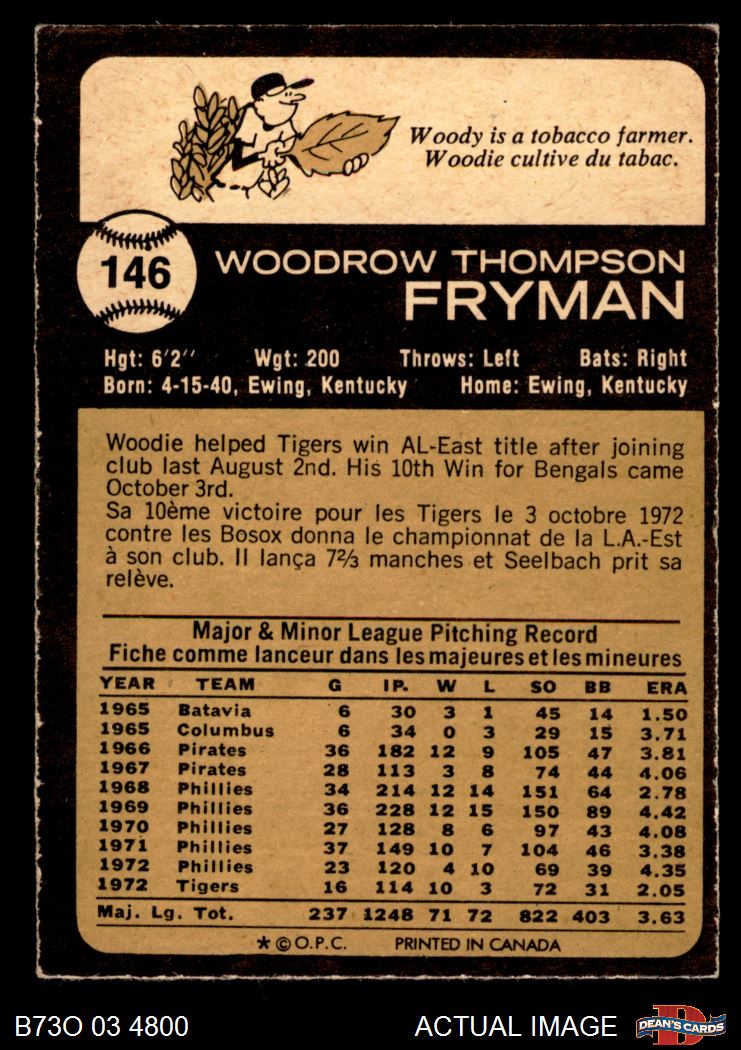 Woody is a tobacco farmer.
Woodie cultive du tabac.
146
WOODROW THOMPSON
FRYMAN
Hgt: 6'2" Wgt: 200 Throws: Left Bats: Right
Born: 4-15-40, Ewing, Kentucky Home: Ewing, Kentucky
Woodie helped Tigers win AL-East title after joining
club last August 2nd. His 10th Win for Bengals came
October 3rd.
Sa 10ème victoire pour les Tigers le 3 octobre 1972
contre les Bosox donna le championnat de la L.A.-Est
à son club. Il lança 7⅔ manches et Seelbach prit sa
relève.
Major & Minor League Pitching Record
Fiche comme lanceur dans les majeures et les mineures
YEAR TEAM G IP. W L SO BB ERA
1965 Batavia 6 30 3 1 45 14 1.50
1965 Columbus 6 34 0 3 29 15 3.71
1966 Pirates 36 182 12 9 105 47 3.81
1967 Pirates 28 113 3 8 74 44 4.06
1968 Phillies 34 214 12 14 151 64 2.78
1969 Phillies 36 228 12 15 150 89 4.42
1970 Phillies 27 128 8 6 97 43 4.08
1971 Phillies 37 149 10 7 104 46 3.38
1972 Phillies 23 120 4 10 69 39 4.35
1972 Tigers 16 114 10 3 72 31 2.05
Maj. Lg. Tot. 237 1248 71 72 822 403 3.63
* © O.P.C. PRINTED IN CANADA
B73O 03 4800 ACTUAL IMAGE D DEAN'S CARDS